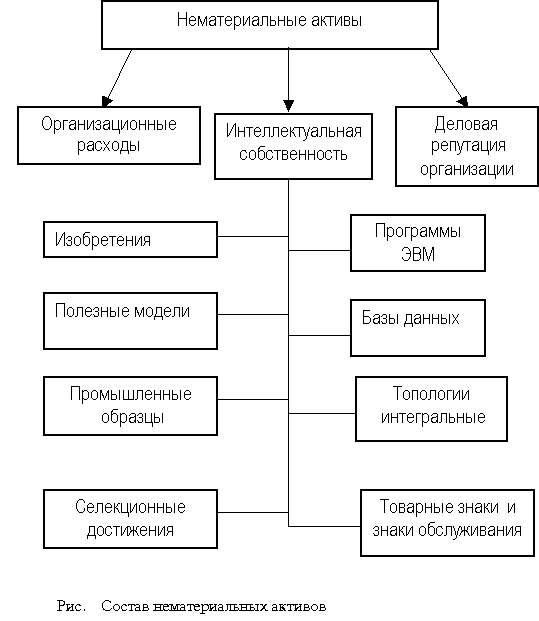 Нематериальные активы
Организационные
расходы
Интеллектуальная
собственность
Деловая
репутация
организации
Изобретения
Программы
ЭВМ
Полезные модели
Базы данных
Промышленные
образцы
Топологии
интегральные
Селекционные
достижения
Товарные знаки и
знаки обслуживания
Рис. Состав нематериальных активов